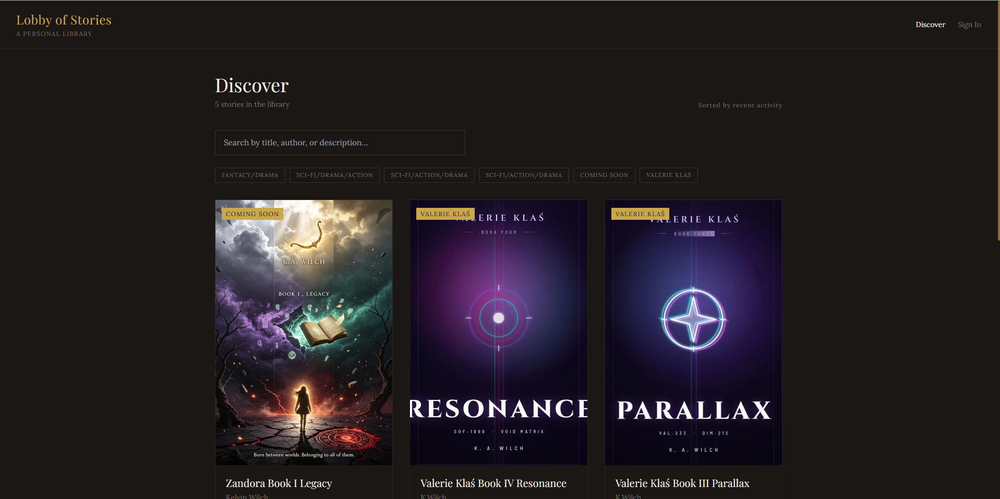 Lobby of Stories
A PERSONAL LIBRARY
Discover
Sign In
Discover
5 stories in the library
Sorted by recent activity
Search by title, author, or description...
FANTACY/DRAMA
SCI-FI/DRAMA/ACTION
SCI-FI/ACTION/DRAMA
SCI-FI/ACTION/DRAMA
COMING SOON
VALERIE KLAŚ
COMING SOON
K.A. WILCH
BOOK I , LEGACY
Born between worlds. Belonging to all of them.
Zandora Book I Legacy
Kelvin Wilch
VALERIE KLAŚ
VALERIE KLAŚ
BOOK FOUR
RESONANCE
SOF-1990 · VOID MATRIX
K. A. WILCH
Valerie Klaś Book IV Resonance
K.Wilch
VALERIE KLAŚ
VALERIE KLAŚ
BOOK THREE
PARALLAX
VAL-233 · DIM-212
K. A. WILCH
Valerie Klaś Book III Parallax
K.Wilch